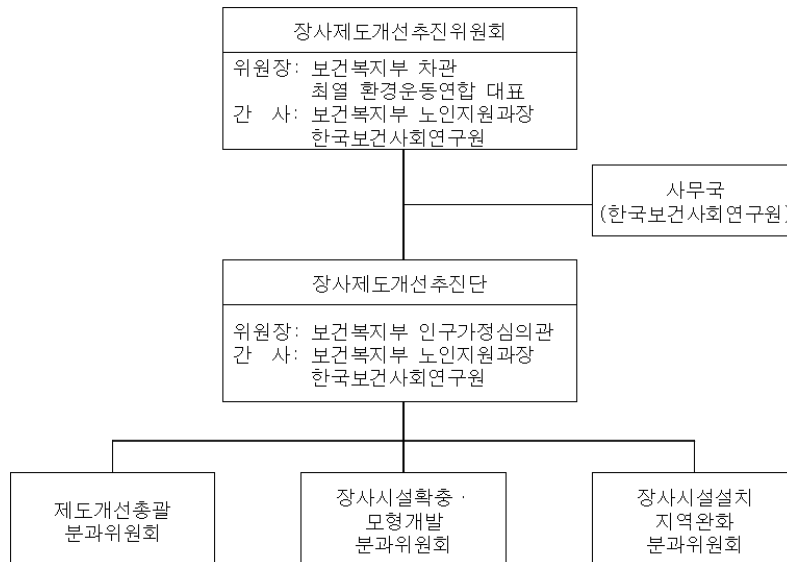 장사제도개선추진위원회
위원장: 보건복지부 차관
최열 환경운동연합 대표
간 사: 보건복지부 노인지원과장
한국보건사회연구원
사무국
(한국보건사회연구원)
장사제도개선추진단
위원장: 보건복지부 인구가정심의관
간 사: 보건복지부 노인지원과장
한국보건사회연구원
제도개선총괄
분과위원회
장사시설확충 ·
모형개발
분과위원회
장사시설설치
지역완화
분과위원회